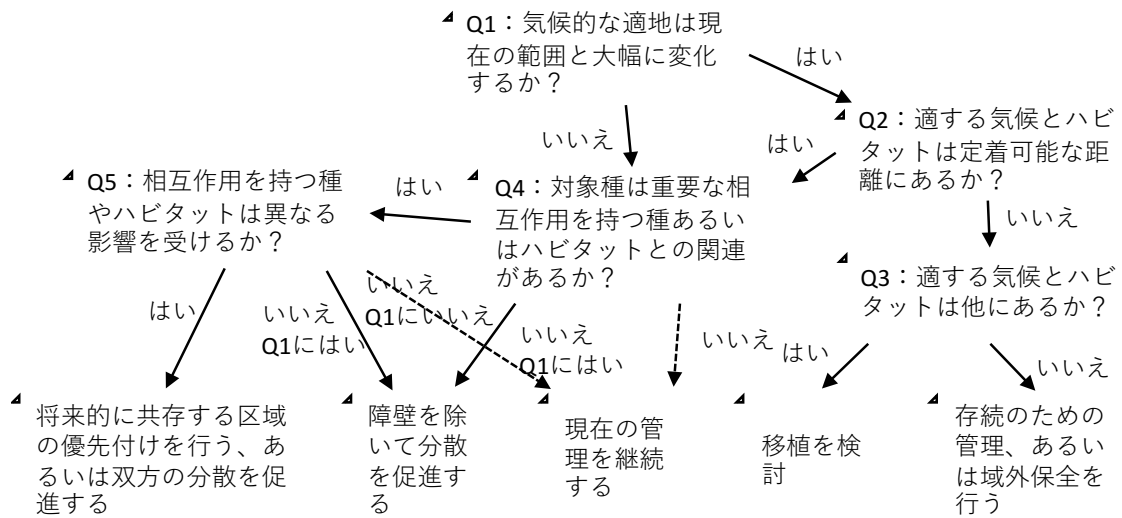 Q1：気候的な適地は現
在の範囲と大幅に変化
するか？
はい
いいえ
Q2：適する気候とハビ
タットは定着可能な距
離にあるか？
はい
いいえ
Q5：相互作用を持つ種
やハビタットは異なる
影響を受けるか？
はい
Q4：対象種は重要な相
互作用を持つ種あるい
はハビタットとの関連
があるか？
Q3：適する気候とハビ
タットは他にあるか？
はい
いいえ
Q1にはい
いいえ
Q1にいいえ
いいえ
Q1にはい
いいえ
はい
いいえ
将来的に共存する区域
の優先付けを行う、あ
るいは双方の分散を促
進する
障壁を除
いて分散
を促進す
る
現在の管
理を継続
する
移植を検
討
存続のための
管理、あるい
は域外保全を
行う